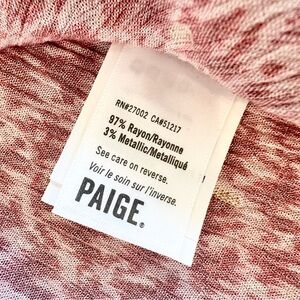 RN#27002 CA#51217
97% Rayon/Rayonne
3% Metallic/Metalliqué
See care on reverse.
Voir le soin sur l'inverse.
PAIGE®